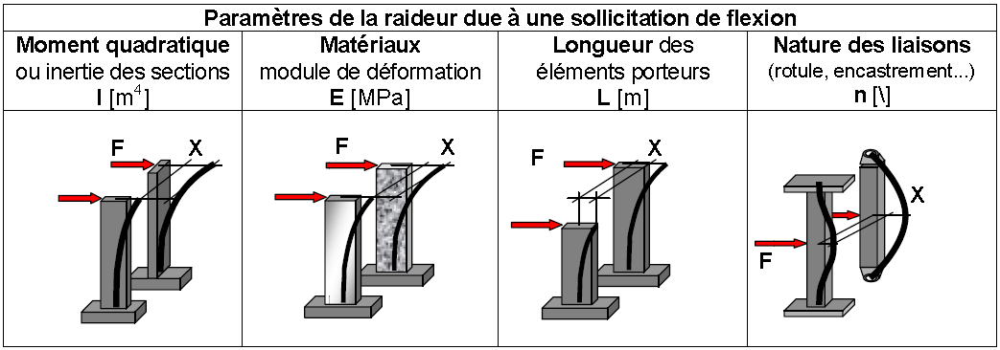 Paramètres de la raideur due à une sollicitation de flexion
Moment quadratique
ou inertie des sections
I [m⁴]
Matériaux
module de déformation
E [MPa]
Longueur des
éléments porteurs
L [m]
Nature des liaisons
(rotule, encastrement...)
n [\]
F X
F X
F X
X
F